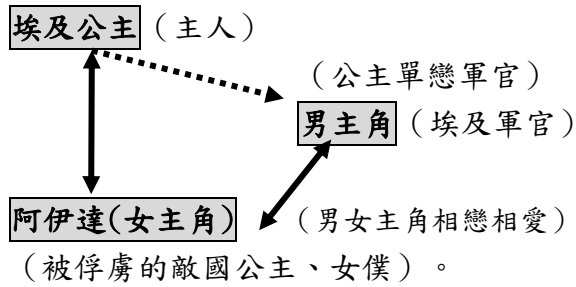 埃及公主（主人）
（公主單戀軍官）
男主角（埃及軍官）
阿伊達(女主角)（男女主角相戀相愛）
（被俘虜的敵國公主、女僕）。